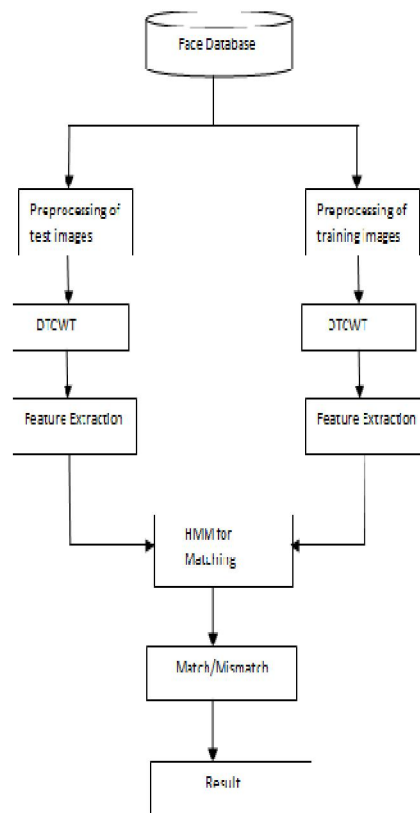 Face Database
Preprocessing of
test images
Preprocessing of
training images
DTCWT
DTCWT
Feature Extraction
Feature Extraction
HMM for
Matching
Match/Mismatch
Result